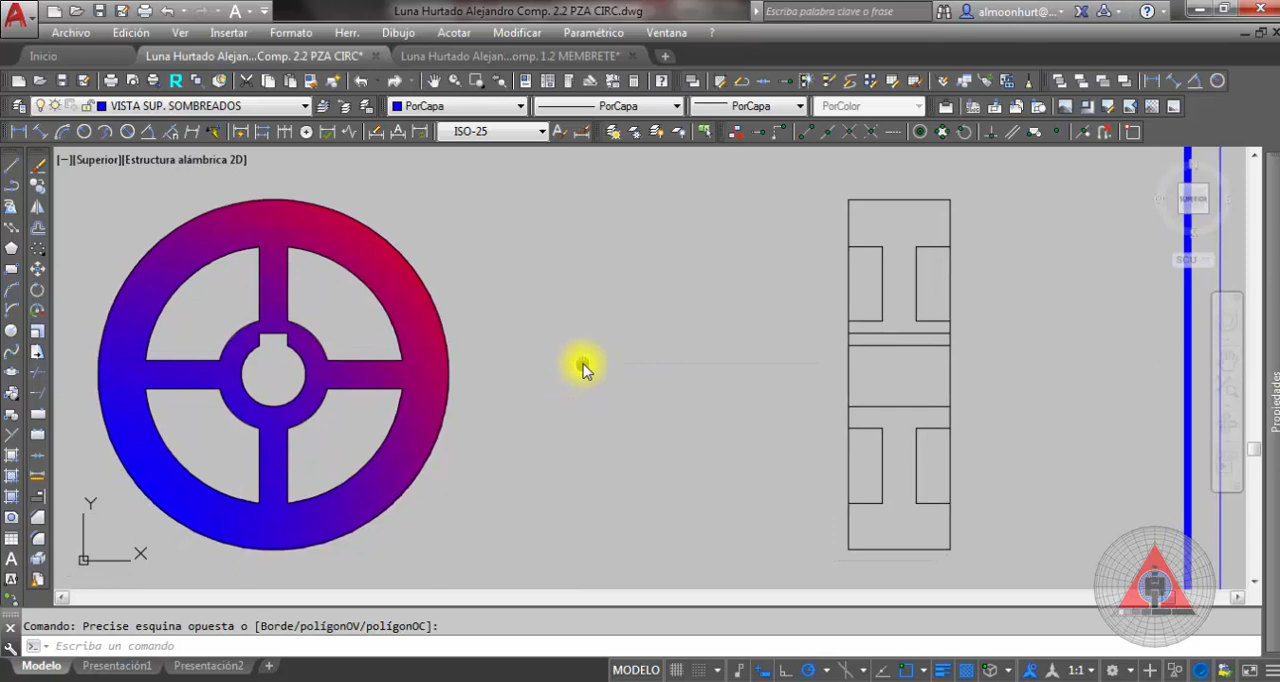 Luna Hurtado Alejandro Comp. 2.2 PZA CIRC.dwg
Escriba palabra clave o frase
almoonhurt@...
Archivo Edición Ver Insertar Formato Herr. Dibujo Acotar Modificar Paramétrico Ventana ?
Inicio
Luna Hurtado Alejan...Comp. 2.2 PZA CIRC*
Luna Hurtado Alejan...omp. 1.2 MEMBRETE*
VISTA SUP. SOMBREADOS
PorCapa
PorCapa
PorCapa
PorColor
ISO-25
[−][Superior][Estructura alámbrica 2D]
SUPERIOR
SCU
Propiedades
Y
X
Comando: Precise esquina opuesta o [Borde/polígonOV/polígonOC]:
Escriba un comando
Modelo Presentación1 Presentación2 +
MODELO
1:1